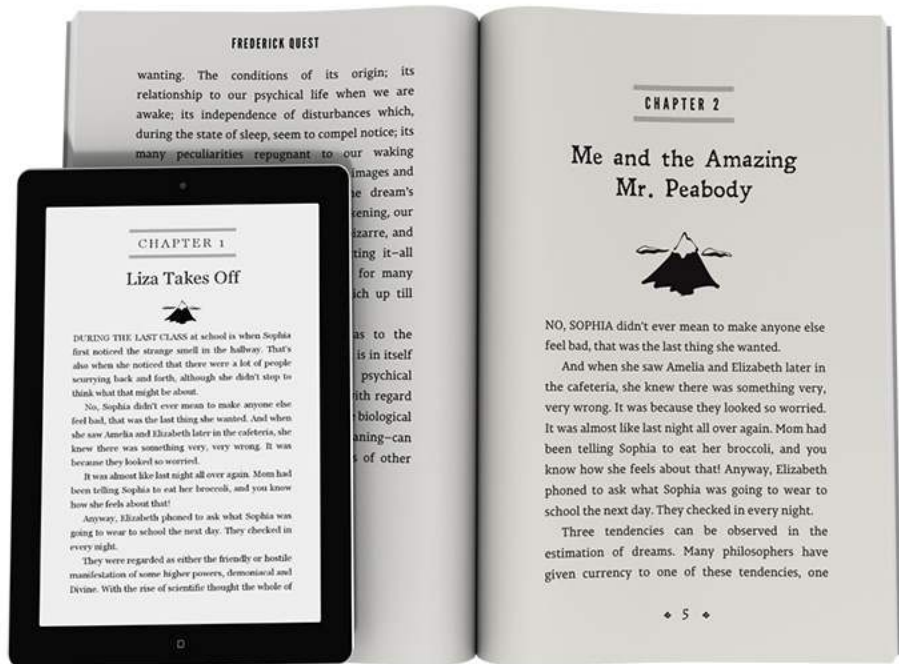 FREDERICK QUEST
wanting. The conditions of its origin; its
relationship to our psychical life when we are
awake; its independence of disturbances which,
during the state of sleep, seem to compel notice; its
many peculiarities repugnant to our waking
images and
e dream's
ening, our
izarre, and
ting it—all
for many
ich up till
as to the
is in itself
psychical
ith regard
biological
aning—can
s of other
CHAPTER 1
Liza Takes Off
DURING THE LAST CLASS at school is when Sophia
first noticed the strange smell in the hallway. That's
also when she noticed that there were a lot of people
scurrying back and forth, although she didn't stop to
think what that might be about.
No, Sophia didn't ever mean to make anyone else
feel bad, that was the last thing she wanted. And when
she saw Amelia and Elizabeth later in the cafeteria, she
knew there was something very, very wrong. It was
because they looked so worried.
It was almost like last night all over again. Mom had
been telling Sophia to eat her broccoli, and you know
how she feels about that!
Anyway, Elizabeth phoned to ask what Sophia was
going to wear to school the next day. They checked in
every night.
They were regarded as either the friendly or hostile
manifestation of some higher powers, demoniacal and
Divine. With the rise of scientific thought the whole of
CHAPTER 2
Me and the Amazing
Mr. Peabody
NO, SOPHIA didn't ever mean to make anyone else
feel bad, that was the last thing she wanted.
And when she saw Amelia and Elizabeth later in
the cafeteria, she knew there was something very,
very wrong. It was because they looked so worried.
It was almost like last night all over again. Mom had
been telling Sophia to eat her broccoli, and you
know how she feels about that! Anyway, Elizabeth
phoned to ask what Sophia was going to wear to
school the next day. They checked in every night.
Three tendencies can be observed in the
estimation of dreams. Many philosophers have
given currency to one of these tendencies, one
5